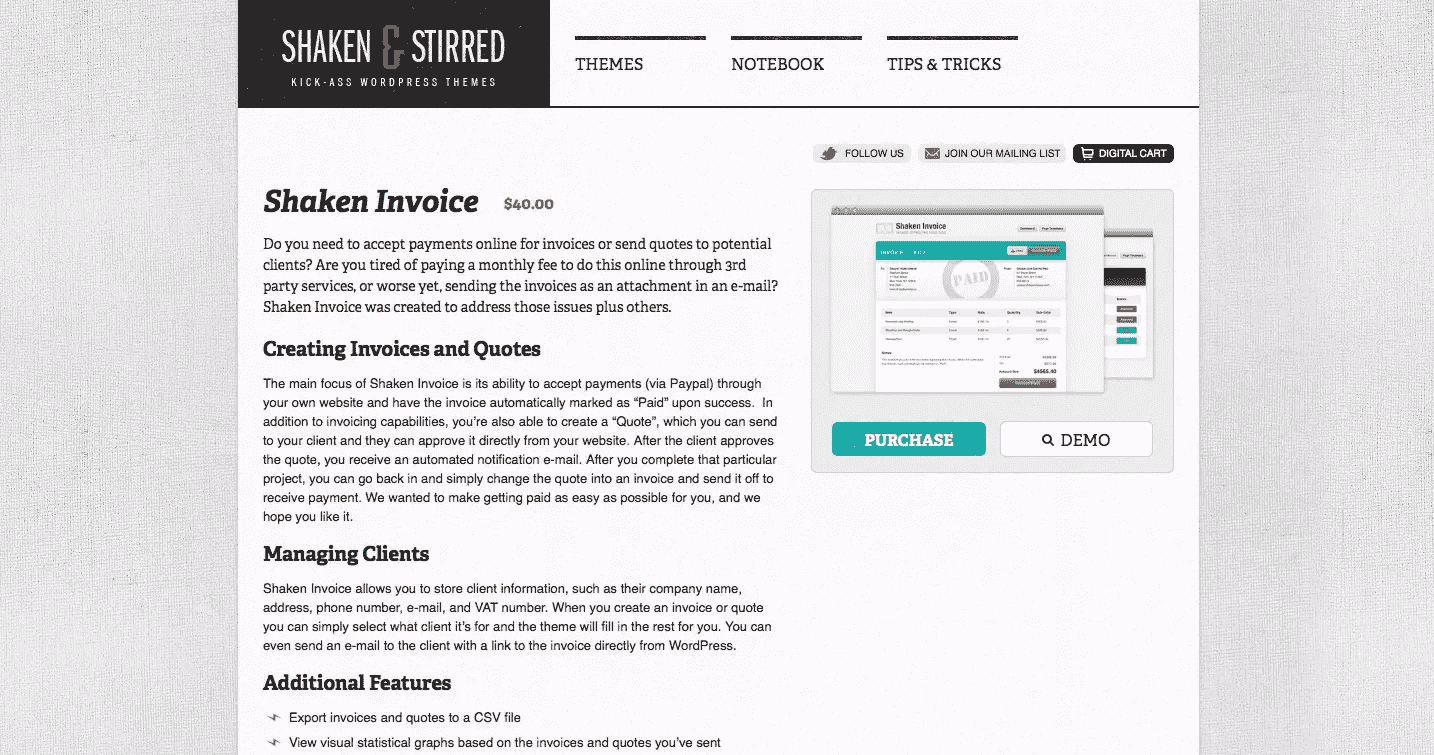 SHAKEN & STIRRED
KICK-ASS WORDPRESS THEMES
THEMES
NOTEBOOK
TIPS & TRICKS
FOLLOW US
JOIN OUR MAILING LIST
DIGITAL CART
Shaken Invoice $40.00
Do you need to accept payments online for invoices or send quotes to potential
clients? Are you tired of paying a monthly fee to do this online through 3rd
party services, or worse yet, sending the invoices as an attachment in an e-mail?
Shaken Invoice was created to address those issues plus others.
Creating Invoices and Quotes
The main focus of Shaken Invoice is its ability to accept payments (via Paypal) through
your own website and have the invoice automatically marked as “Paid” upon success.  In
addition to invoicing capabilities, you’re also able to create a “Quote”, which you can send
to your client and they can approve it directly from your website. After the client approves
the quote, you receive an automated notification e-mail. After you complete that particular
project, you can go back in and simply change the quote into an invoice and send it off to
receive payment. We wanted to make getting paid as easy as possible for you, and we
hope you like it.
Managing Clients
Shaken Invoice allows you to store client information, such as their company name,
address, phone number, e-mail, and VAT number. When you create an invoice or quote
you can simply select what client it’s for and the theme will fill in the rest for you. You can
even send an e-mail to the client with a link to the invoice directly from WordPress.
Additional Features
Export invoices and quotes to a CSV file
View visual statistical graphs based on the invoices and quotes you’ve sent
Shaken Invoice
INVOICE
PAID
PURCHASE
DEMO